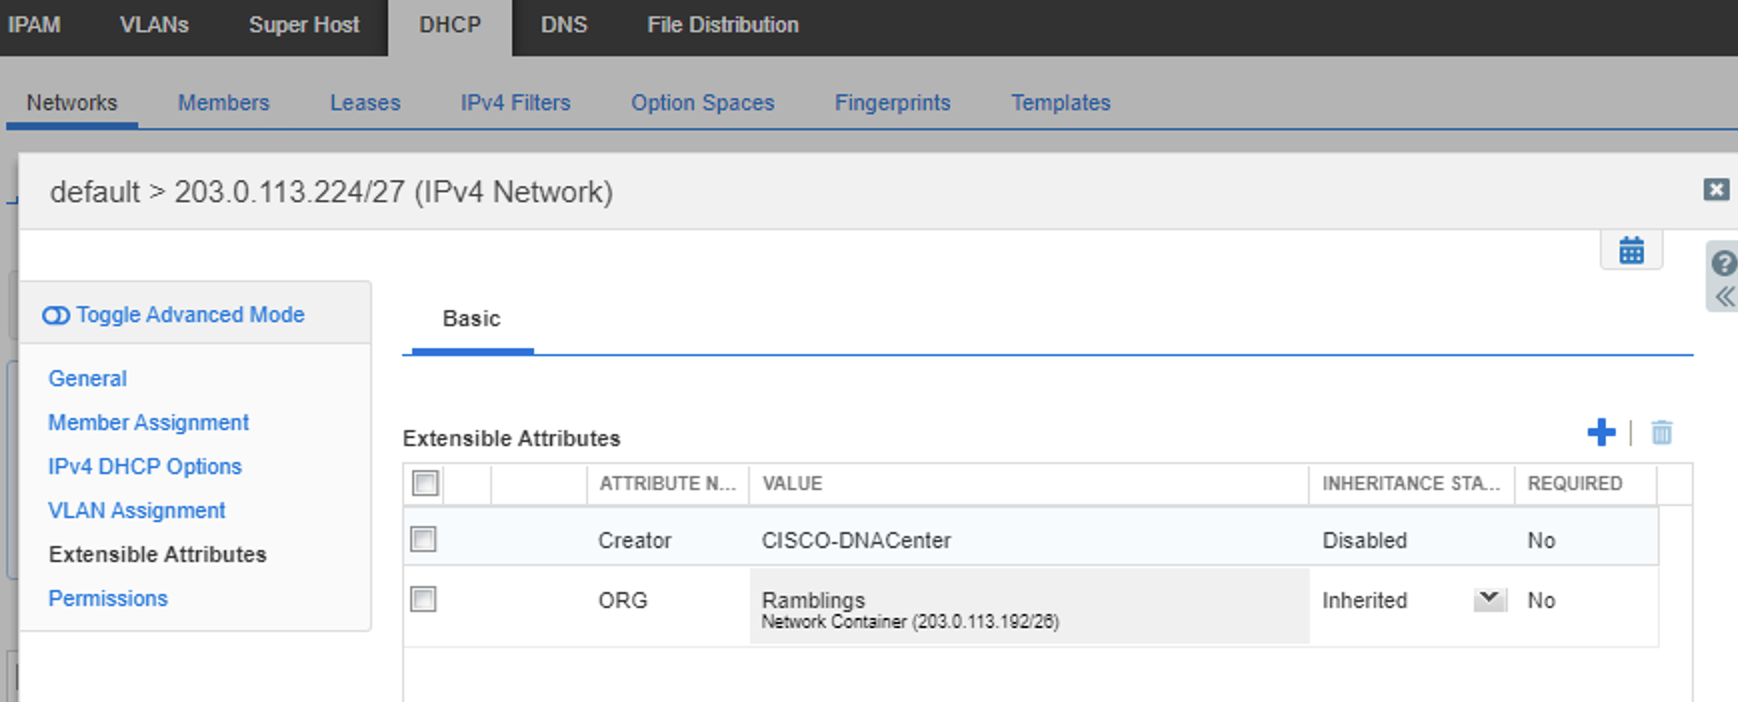 IPAM VLANs Super Host DHCP DNS File Distribution
Networks Members Leases IPv4 Filters Option Spaces Fingerprints Templates
default > 203.0.113.224/27 (IPv4 Network)
Toggle Advanced Mode
General
Member Assignment
IPv4 DHCP Options
VLAN Assignment
Extensible Attributes
Permissions
Basic
Extensible Attributes
ATTRIBUTE N... VALUE INHERITANCE STA... REQUIRED
Creator CISCO-DNACenter Disabled No
ORG Ramblings Inherited No
Network Container (203.0.113.192/26)